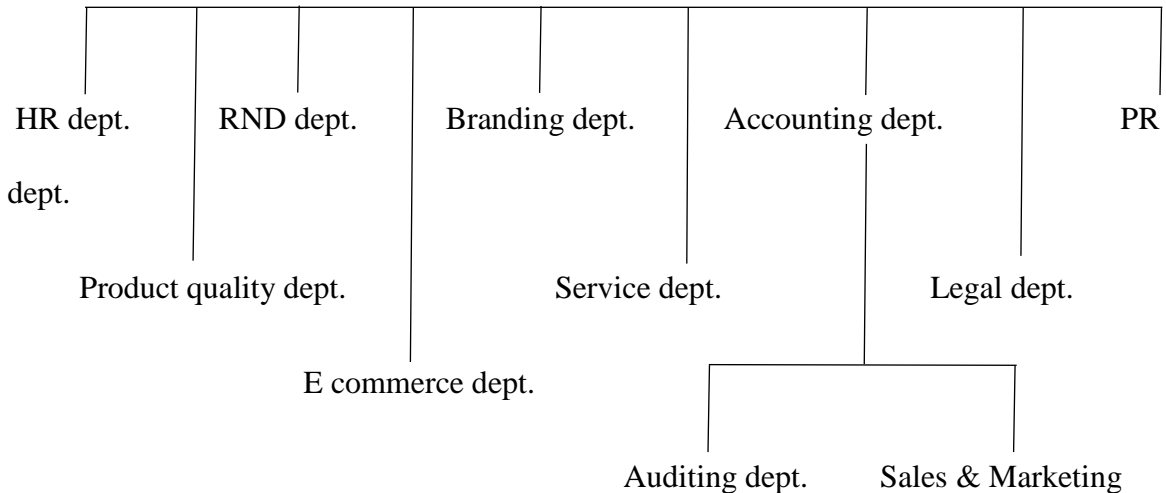 HR dept. RND dept. Branding dept. Accounting dept. PR
dept.
Product quality dept. Service dept. Legal dept.
E commerce dept.
Auditing dept. Sales & Marketing